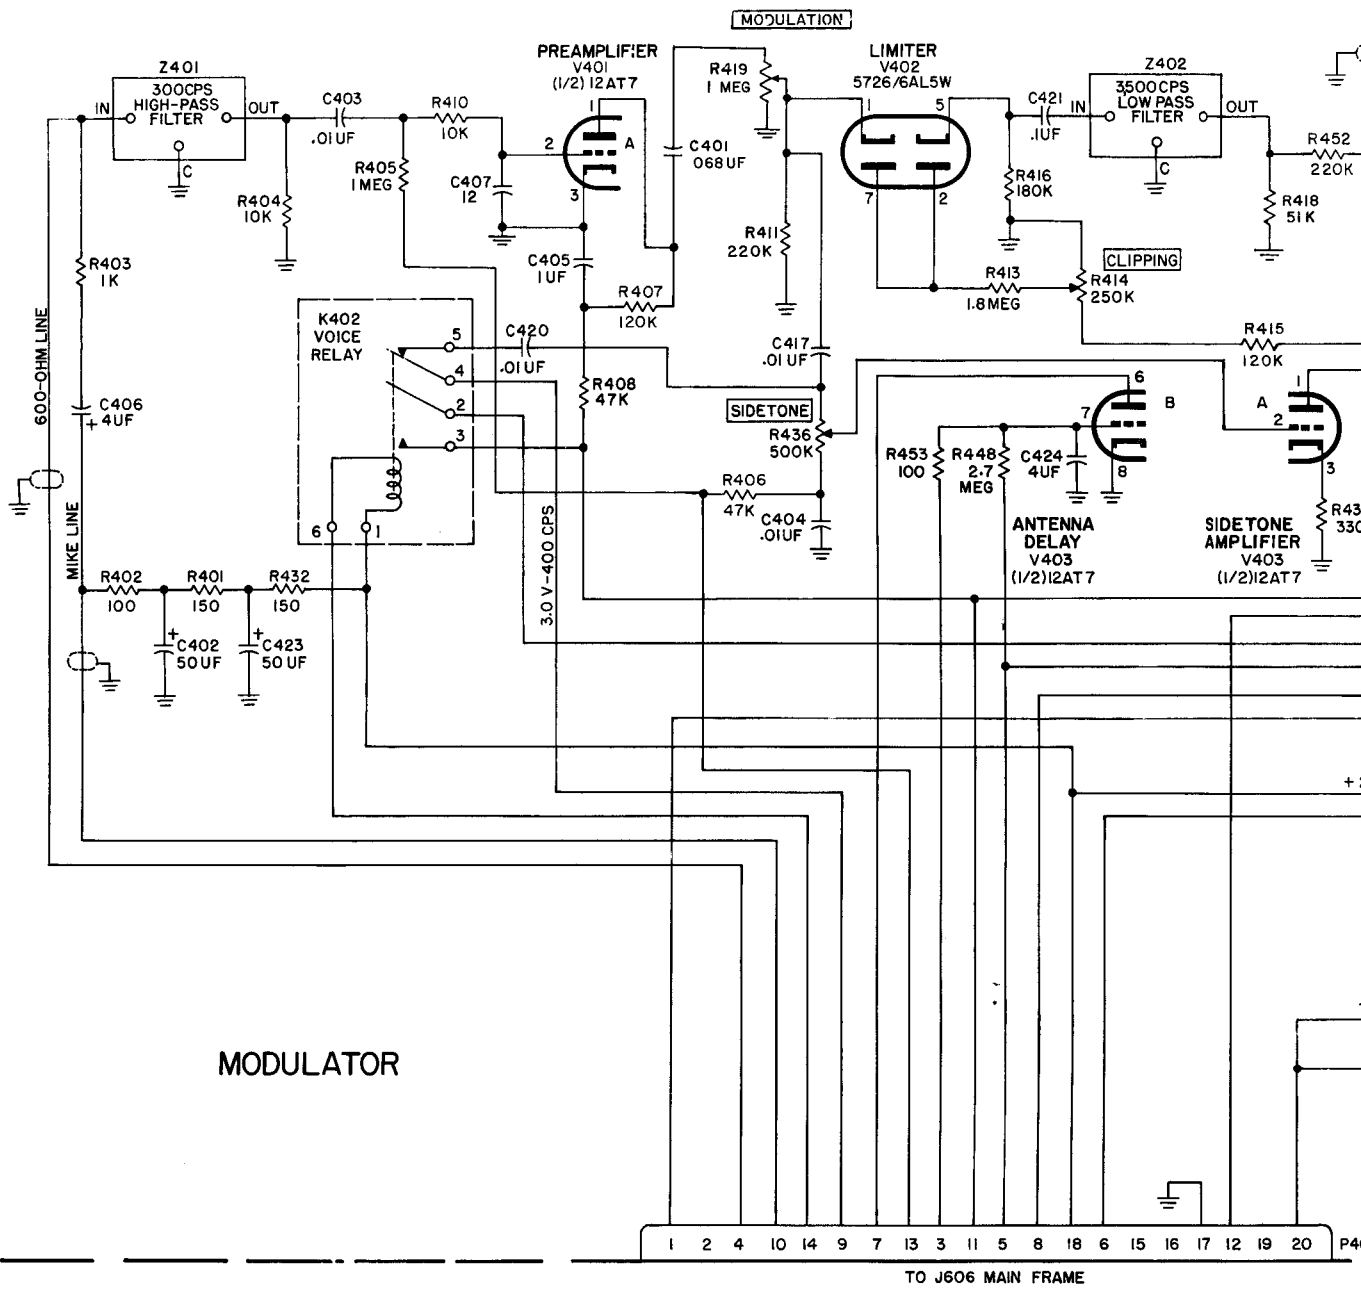 MODULATION
PREAMPLIFIER
V401
(1/2) 12AT7
LIMITER
V402
5726/6AL5W
Z401
300CPS
HIGH-PASS
FILTER
IN
OUT
C
C403
.01UF
R410
10K
1
2
A
3
R419
1 MEG
C401
.068UF
1
5
7
2
C421
.1UF
Z402
3,500CPS
LOW PASS
FILTER
IN
OUT
C
R452
220K
R405
1MEG
C407
12
R404
10K
R416
180K
R418
51K
R411
220K
R403
1K
C405
1UF
R407
120K
R413
1.8MEG
CLIPPING
R414
250K
K402
VOICE
RELAY
5
4
2
3
6
1
C420
.01UF
C417
.01UF
R415
120K
600-OHM LINE
C406
+ 4UF
R408
47K
SIDETONE
R436
500K
6
7
B
8
1
A
2
3
R453
100
R448
2.7
MEG
C424
4UF
R406
47K
C404
.01UF
ANTENNA
DELAY
V403
(1/2)12AT7
SIDETONE
AMPLIFIER
V403
(1/2)12AT7
R43
330
MIKE LINE
3.0 V-400 CPS
R402
100
R401
150
R432
150
+
C402
50UF
+
C423
50UF
+
MODULATOR
1 2 4 10 14 9 7 13 3 11 5 8 18 6 15 16 17 12 19 20 P4
TO J606 MAIN FRAME